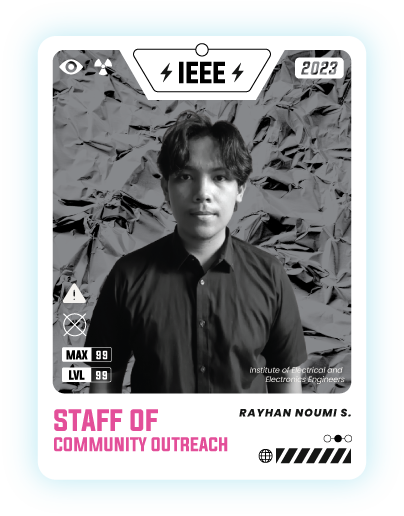 IEEE
2023
MAX 99
LVL 99
Institute of Electrical and
Electronics Engineers
STAFF OF
COMMUNITY OUTREACH
RAYHAN NOUMI S.